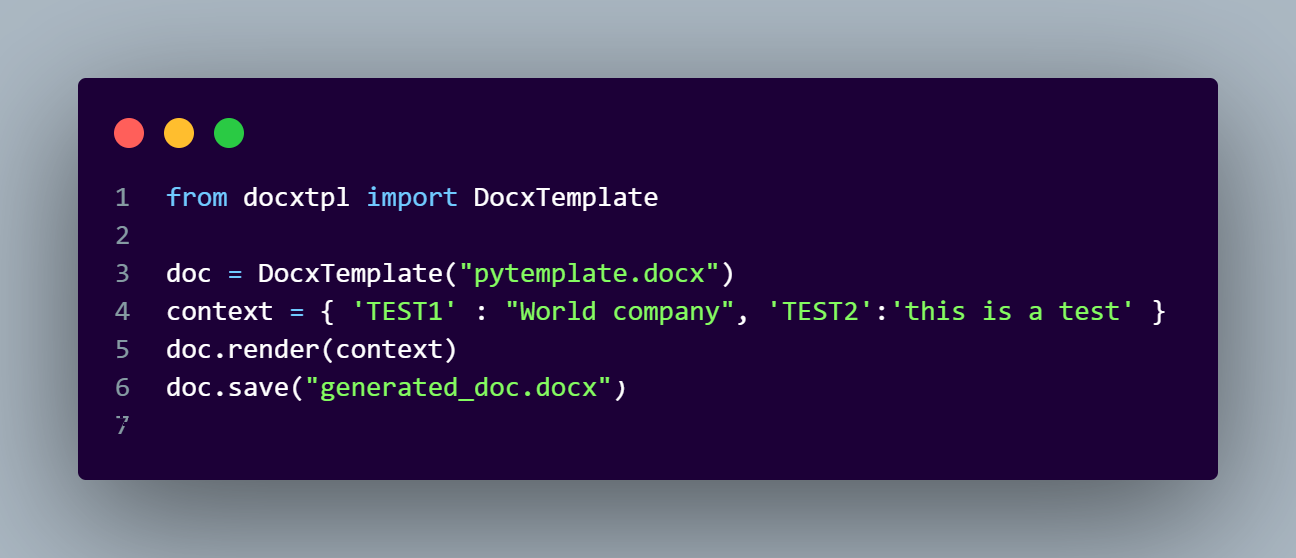 1 from docxtpl import DocxTemplate
2
3 doc = DocxTemplate("pytemplate.docx")
4 context = { 'TEST1' : "World company", 'TEST2':'this is a test' }
5 doc.render(context)
6 doc.save("generated_doc.docx")
7